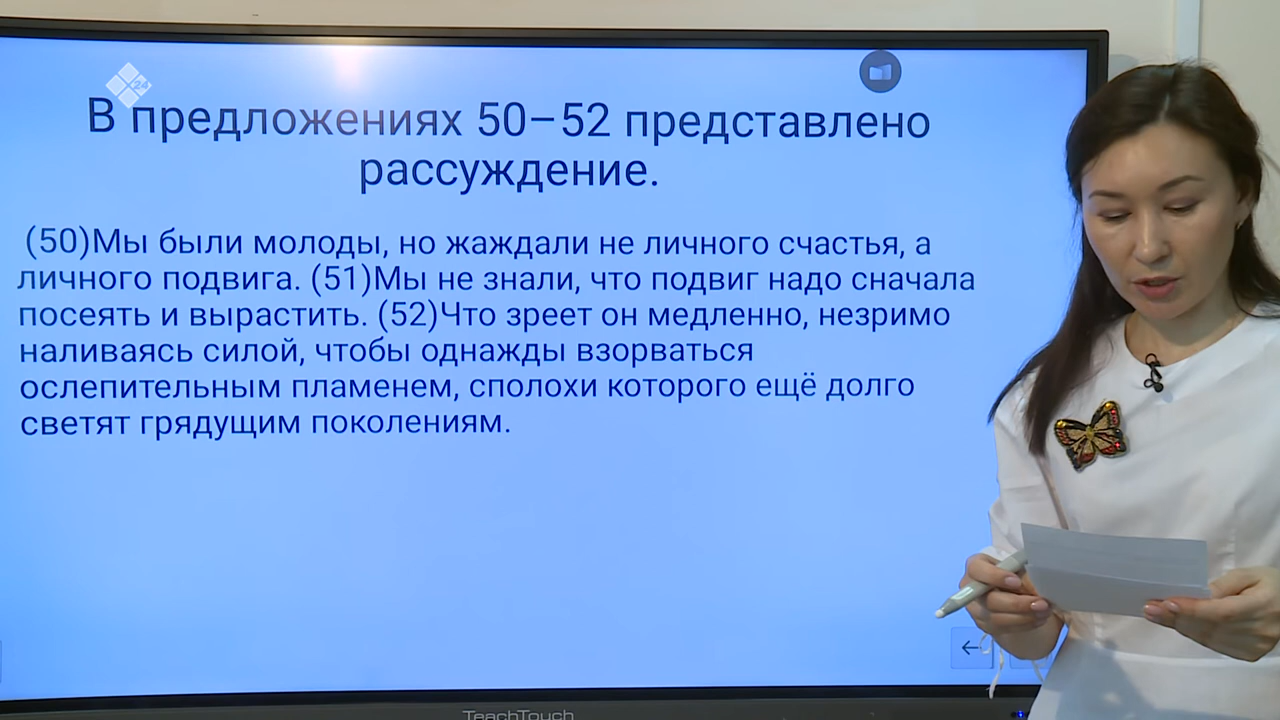 24
В предложениях 50–52 представлено
рассуждение.
(50)Мы были молоды, но жаждали не личного счастья, а
личного подвига. (51)Мы не знали, что подвиг надо сначала
посеять и вырастить. (52)Что зреет он медленно, незримо
наливаясь силой, чтобы однажды взорваться
ослепительным пламенем, сполохи которого ещё долго
светят грядущим поколениям.
TeachTouch